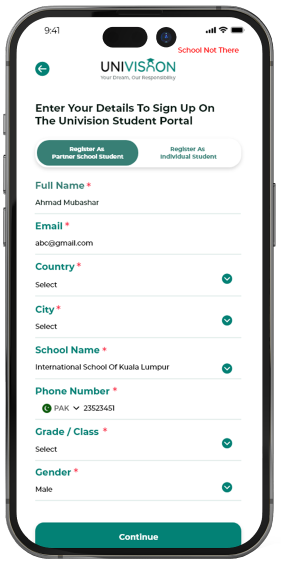 9:41
School Not There
UNIVISION
Your Dream, Our Responsibility
Enter Your Details To Sign Up On
The Univision Student Portal
Register As
Partner School Student
Register As
Individual Student
Full Name *
Ahmad Mubashar
Email *
abc@gmail.com
Country *
Select
City *
Select
School Name *
International School Of Kuala Lumpur
Phone Number *
PAK 23523451
Grade / Class *
Select
Gender *
Male
Continue